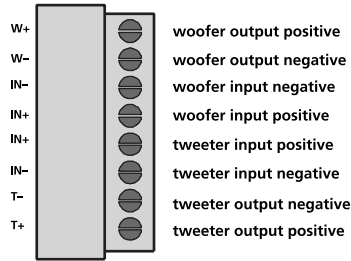 W+ woofer output positive
W– woofer output negative
IN– woofer input negative
IN+ woofer input positive
IN+ tweeter input positive
IN– tweeter input negative
T– tweeter output negative
T+ tweeter output positive